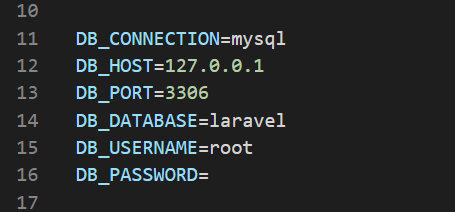 10
11 DB_CONNECTION=mysql
12 DB_HOST=127.0.0.1
13 DB_PORT=3306
14 DB_DATABASE=laravel
15 DB_USERNAME=root
16 DB_PASSWORD=
17